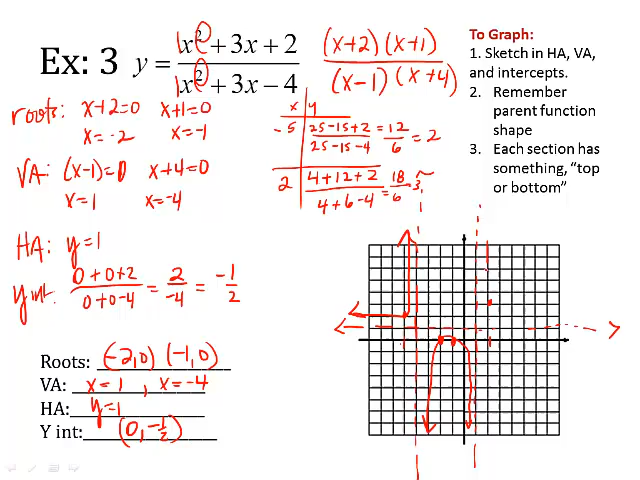 Ex: 3 y = x² + 3x + 2 / x² + 3x − 4
1 1
(x+2)(x+1) / (x−1)(x+4)
To Graph:
1. Sketch in HA, VA,
and intercepts.
2. Remember
parent function
shape
3. Each section has
something, "top
or bottom"
roots: x+2=0 x+1=0
x=-2 x=-1
VA: (x-1)=0 x+4=0
x=1 x=-4
x y
-5 25-15+2 / 25-15-4 = 12/6 = 2
2 4+12+2 / 4+6-4 = 18/6 = 3
HA: y=1
y int: 0+0+2 / 0+0-4 = 2/-4 = -1/2
Roots: (-2,0) (-1,0)
VA: x=1, x=-4
HA: y=1
Y int: (0, -1/2)